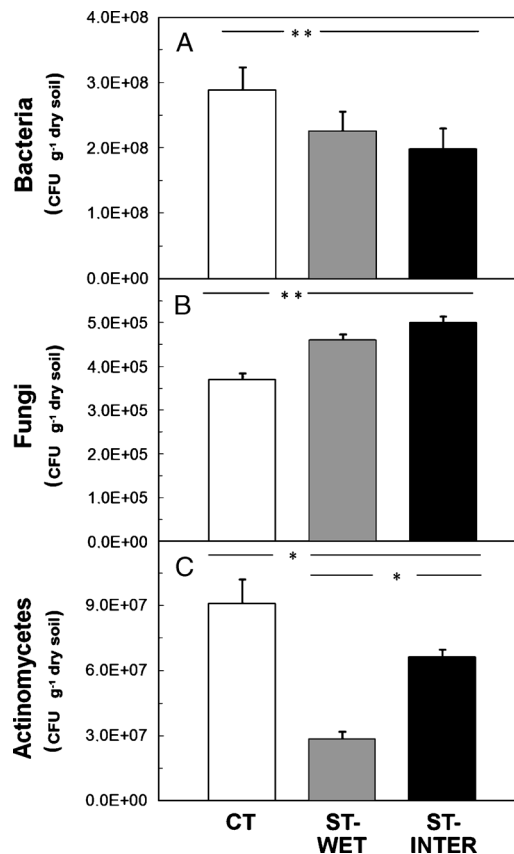 Bacteria
(CFU g-1 dry soil)
4.0E+08
3.0E+08
2.0E+08
1.0E+08
0.0E+00
A
**
Fungi
(CFU g-1 dry soil)
5.0E+05
4.0E+05
3.0E+05
2.0E+05
1.0E+05
0.0E+00
B
**
Actinomycetes
(CFU g-1 dry soil)
9.0E+07
6.0E+07
3.0E+07
0.0E+00
C
*
*
CT
ST-
WET
ST-
INTER